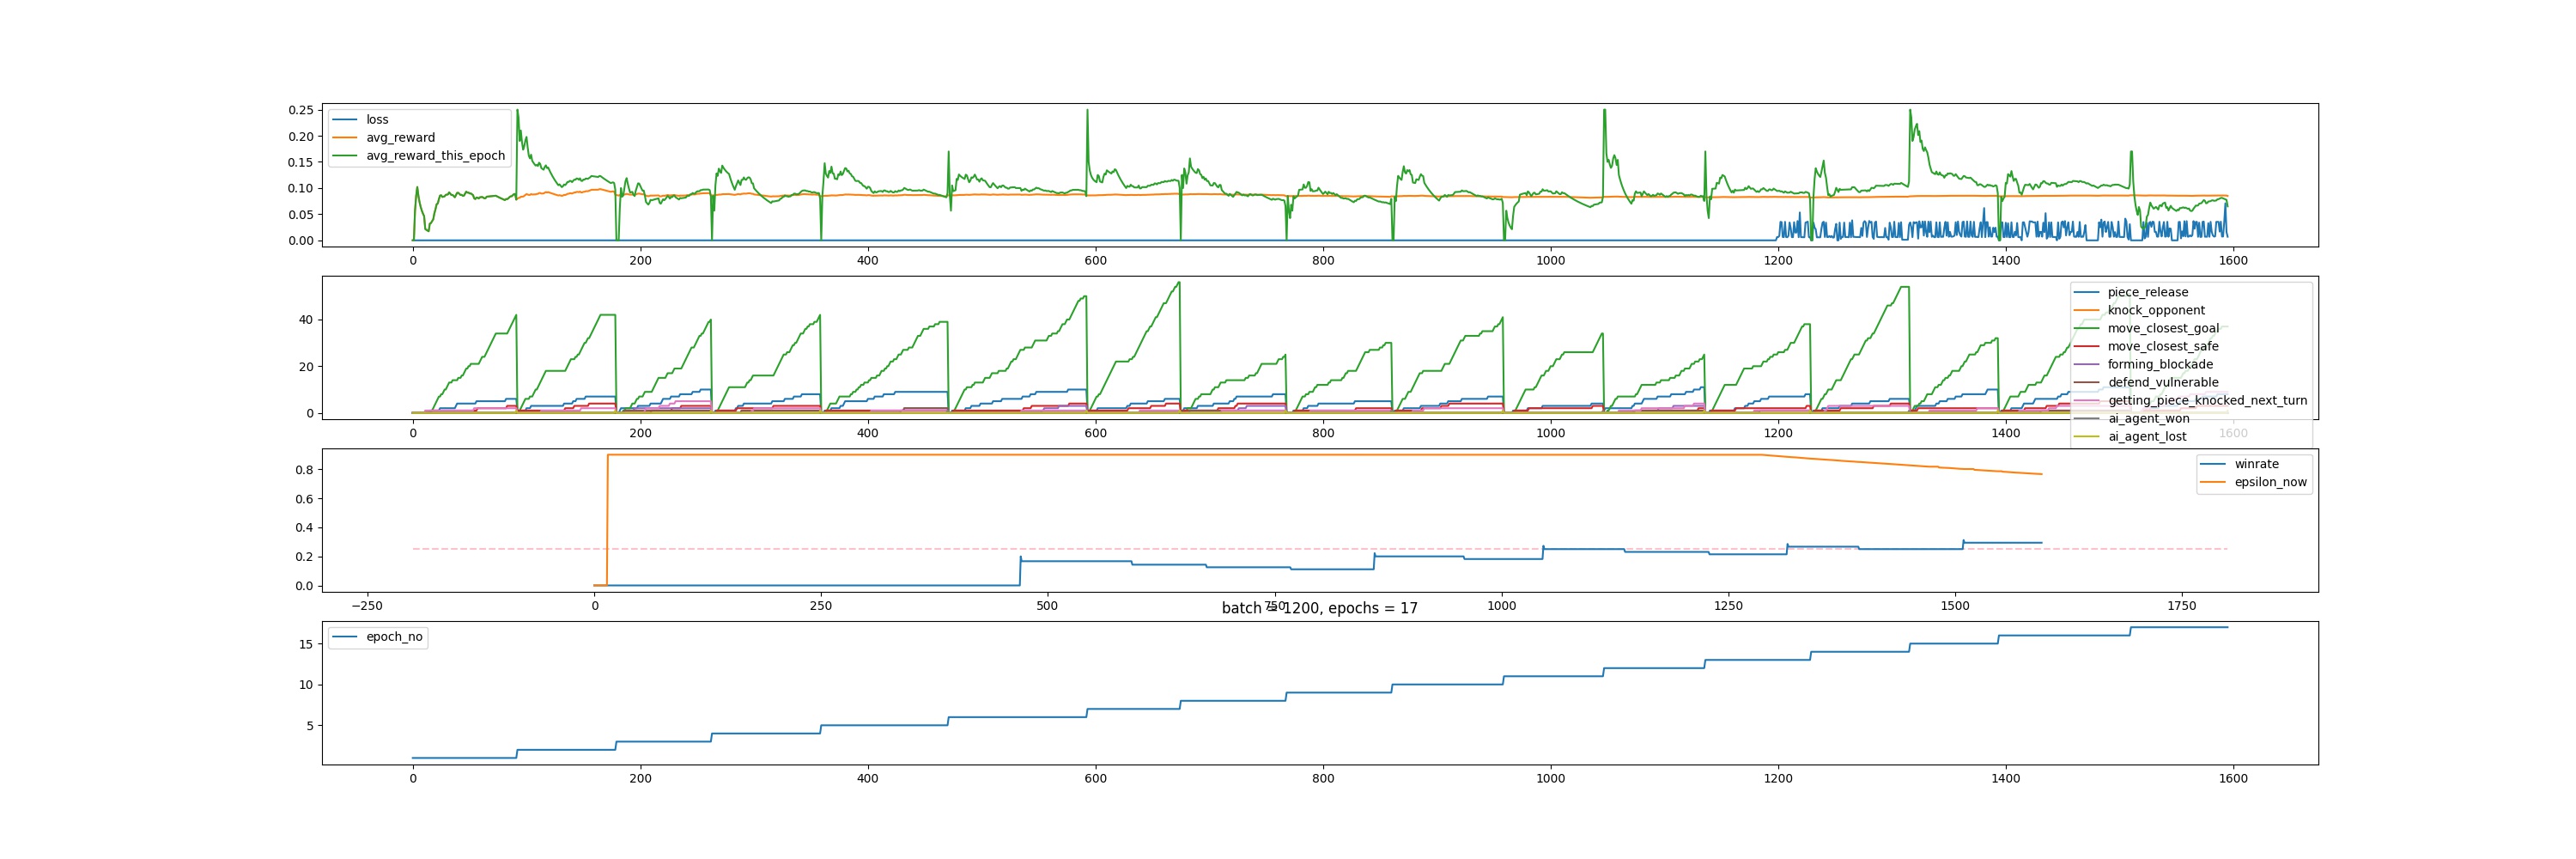 0.25
0.20
0.15
0.10
0.05
0.00
loss
avg_reward
avg_reward_this_epoch
0 200 400 600 800 1000 1200 1400 1600
40
20
0
piece_release
knock_opponent
move_closest_goal
move_closest_safe
forming_blockade
defend_vulnerable
getting_piece_knocked_next_turn
ai_agent_won
ai_agent_lost
0 200 400 600 800 1000 1200 1400 1600
0.8
0.6
0.4
0.2
0.0
winrate
epsilon_now
−250 0 250 500 750 1000 1250 1500 1750
batch = 1200, epochs = 17
15
10
5
epoch_no
0 200 400 600 800 1000 1200 1400 1600